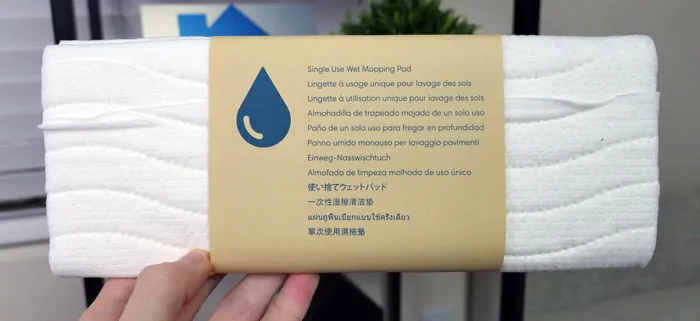 Single Use Wet Mopping Pad
Lingette à usage unique pour lavage des sols
Lingette à utilisation unique pour lavage des sols
Almohadilla de trapeado mojado de un solo uso
Paño de un solo uso para fregar en profundidad
Panno umido monouso per lavaggio pavimenti
Einweg-Nasswischtuch
Almofada de limpeza molhada de uso único
使い捨てウェットパッド
一次性湿擦清洁垫
แผ่นถูพื้นเปียกแบบใช้ครั้งเดียว
單次使用濕拖墊